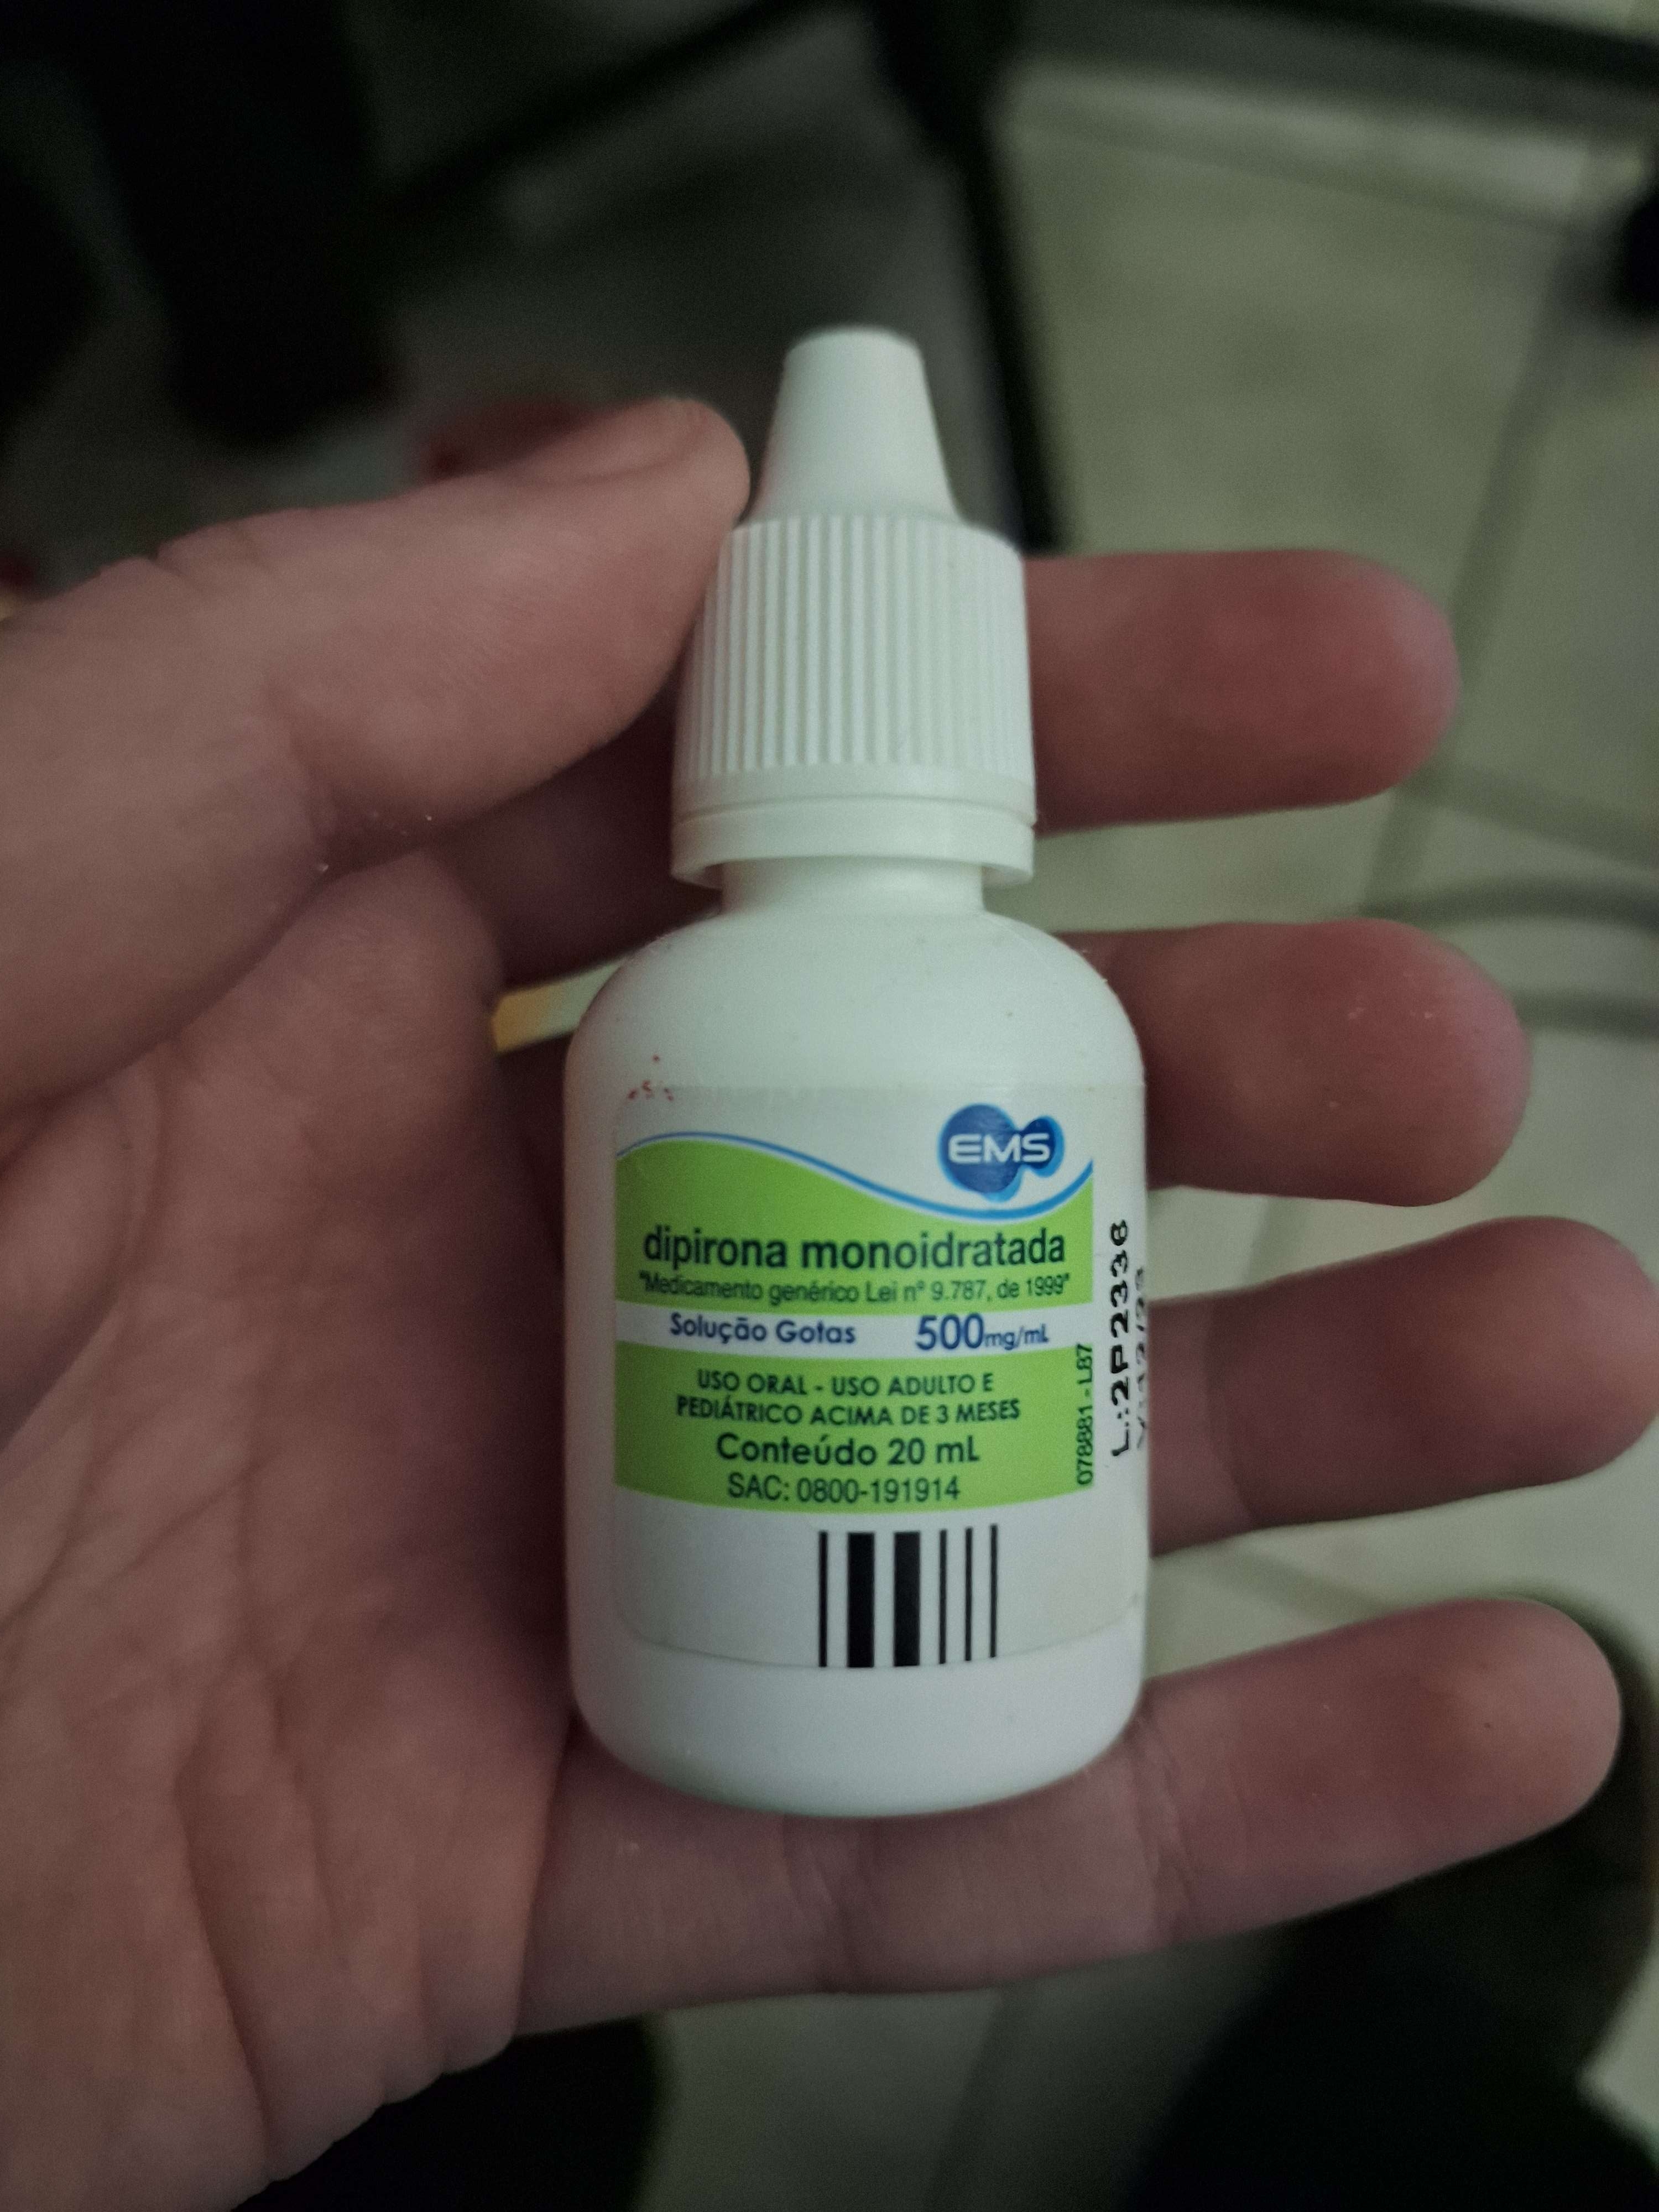 EMS
dipirona monoidratada
"Medicamento genérico Lei nº 9.787, de 1999"
Solução Gotas 500mg/mL
USO ORAL - USO ADULTO E
PEDIÁTRICO ACIMA DE 3 MESES
Conteúdo 20 mL
SAC: 0800-191914
078881 - L87
L:2P2336